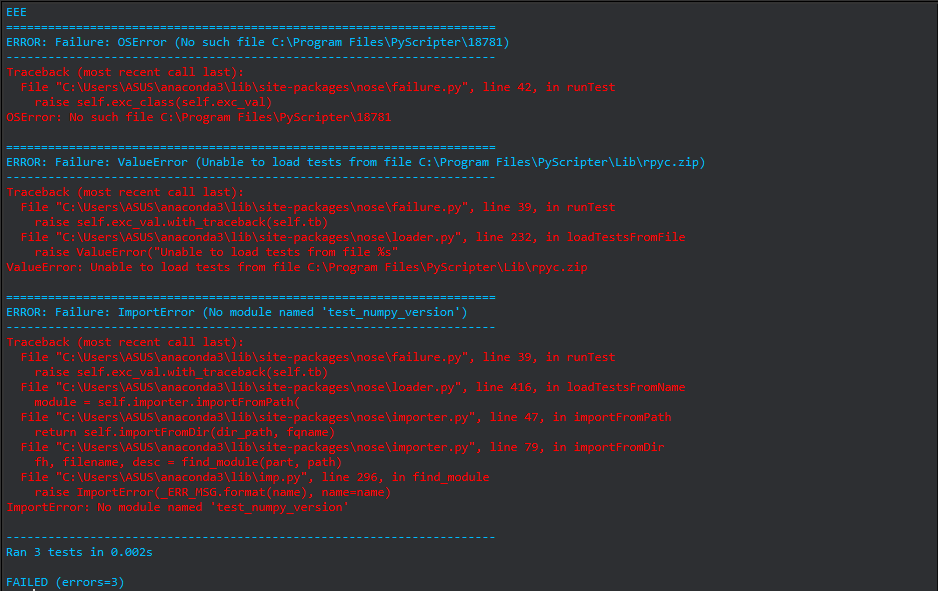 EEE
======================================================================
ERROR: Failure: OSError (No such file C:\Program Files\PyScripter\18781)
----------------------------------------------------------------------
Traceback (most recent call last):
  File "C:\Users\ASUS\anaconda3\lib\site-packages\nose\failure.py", line 42, in runTest
    raise self.exc_class(self.exc_val)
OSError: No such file C:\Program Files\PyScripter\18781

======================================================================
ERROR: Failure: ValueError (Unable to load tests from file C:\Program Files\PyScripter\Lib\rpyc.zip)
----------------------------------------------------------------------
Traceback (most recent call last):
  File "C:\Users\ASUS\anaconda3\lib\site-packages\nose\failure.py", line 39, in runTest
    raise self.exc_val.with_traceback(self.tb)
  File "C:\Users\ASUS\anaconda3\lib\site-packages\nose\loader.py", line 232, in loadTestsFromFile
    raise ValueError("Unable to load tests from file %s"
ValueError: Unable to load tests from file C:\Program Files\PyScripter\Lib\rpyc.zip

======================================================================
ERROR: Failure: ImportError (No module named 'test_numpy_version')
----------------------------------------------------------------------
Traceback (most recent call last):
  File "C:\Users\ASUS\anaconda3\lib\site-packages\nose\failure.py", line 39, in runTest
    raise self.exc_val.with_traceback(self.tb)
  File "C:\Users\ASUS\anaconda3\lib\site-packages\nose\loader.py", line 416, in loadTestsFromName
    module = self.importer.importFromPath(
  File "C:\Users\ASUS\anaconda3\lib\site-packages\nose\importer.py", line 47, in importFromPath
    return self.importFromDir(dir_path, fqname)
  File "C:\Users\ASUS\anaconda3\lib\site-packages\nose\importer.py", line 79, in importFromDir
    fh, filename, desc = find_module(part, path)
  File "C:\Users\ASUS\anaconda3\lib\imp.py", line 296, in find_module
    raise ImportError(_ERR_MSG.format(name), name=name)
ImportError: No module named 'test_numpy_version'

----------------------------------------------------------------------
Ran 3 tests in 0.002s

FAILED (errors=3)